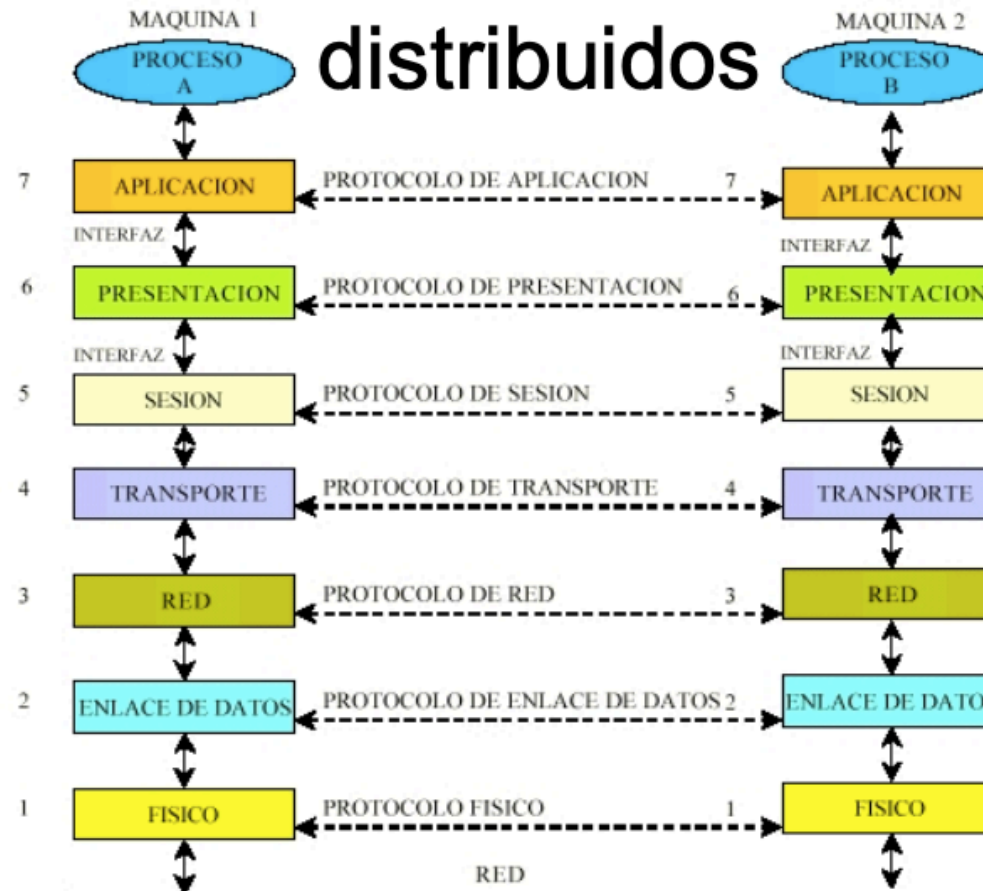 MAQUINA 1
distribuidos
MAQUINA 2
PROCESO
A
PROCESO
B
7
APLICACION
PROTOCOLO DE APLICACION
7
APLICACION
INTERFAZ
INTERFAZ
6
PRESENTACION
PROTOCOLO DE PRESENTACION
6
PRESENTACION
INTERFAZ
INTERFAZ
5
SESION
PROTOCOLO DE SESION
5
SESION
4
TRANSPORTE
PROTOCOLO DE TRANSPORTE
4
TRANSPORTE
3
RED
PROTOCOLO DE RED
3
RED
2
ENLACE DE DATOS
PROTOCOLO DE ENLACE DE DATOS
2
ENLACE DE DATO
1
FISICO
PROTOCOLO FISICO
1
FISICO
RED